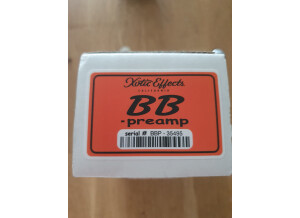 Xotic Effects
CALIFORNIA
BB
-preamp
serial # BBP - 35495